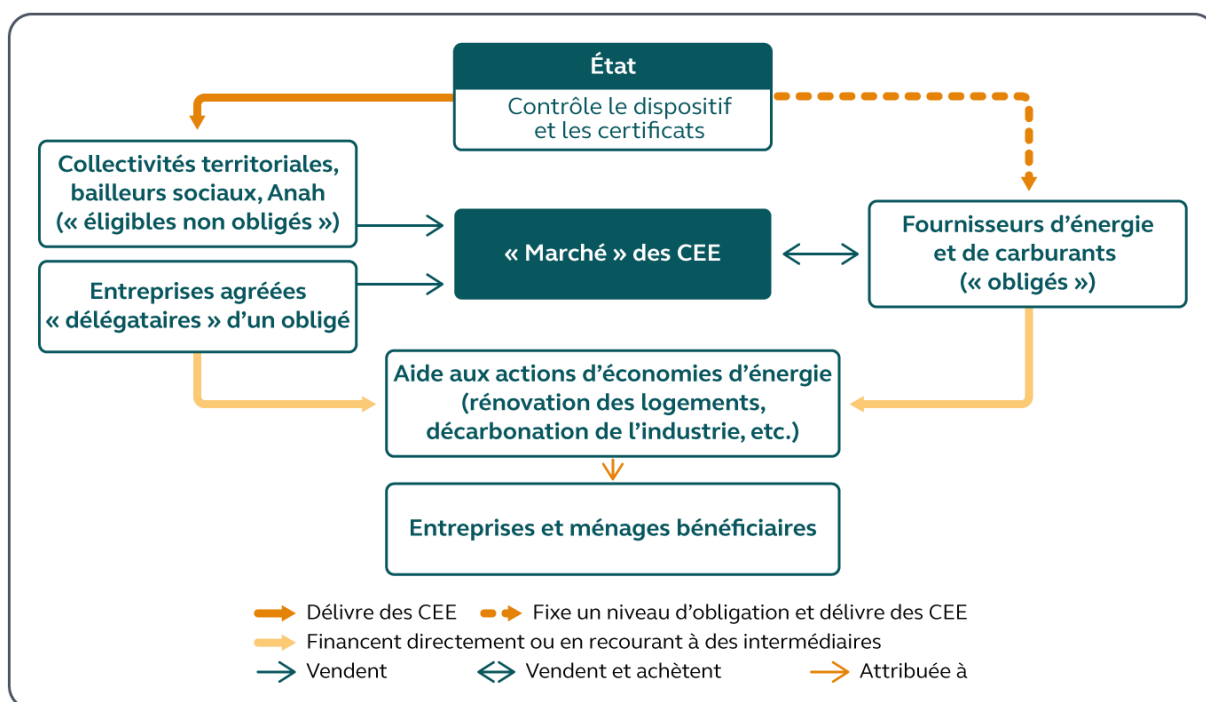 État
Contrôle le dispositif
et les certificats
Collectivités territoriales,
bailleurs sociaux, Anah
(« éligibles non obligés »)
« Marché » des CEE
Fournisseurs d’énergie
et de carburants
(« obligés »)
Entreprises agréées
« délégataires » d’un obligé
Aide aux actions d’économies d’énergie
(rénovation des logements,
décarbonation de l’industrie, etc.)
Entreprises et ménages bénéficiaires
Délivre des CEE
Fixe un niveau d’obligation et délivre des CEE
Financent directement ou en recourant à des intermédiaires
Vendent
Vendent et achètent
Attribuée à